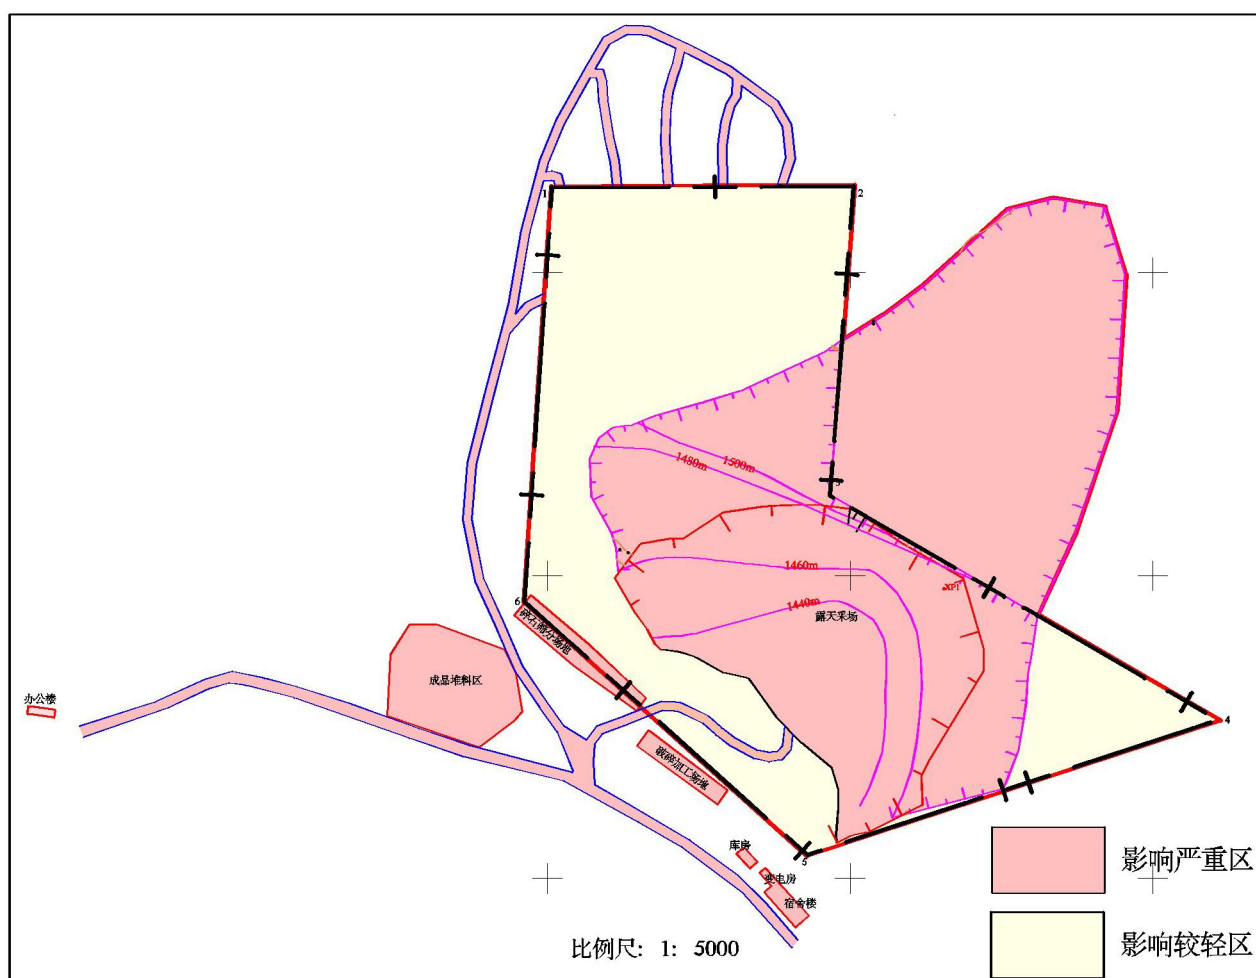 1
2
1500m
1480m
3
1460m
XP1
1440m
露天采场
6
碎石筛分场地
成品堆料区
办公楼
4
破碎加工场地
库房
5
变电房
宿舍楼
影响严重区
影响较轻区
比例尺: 1: 5000